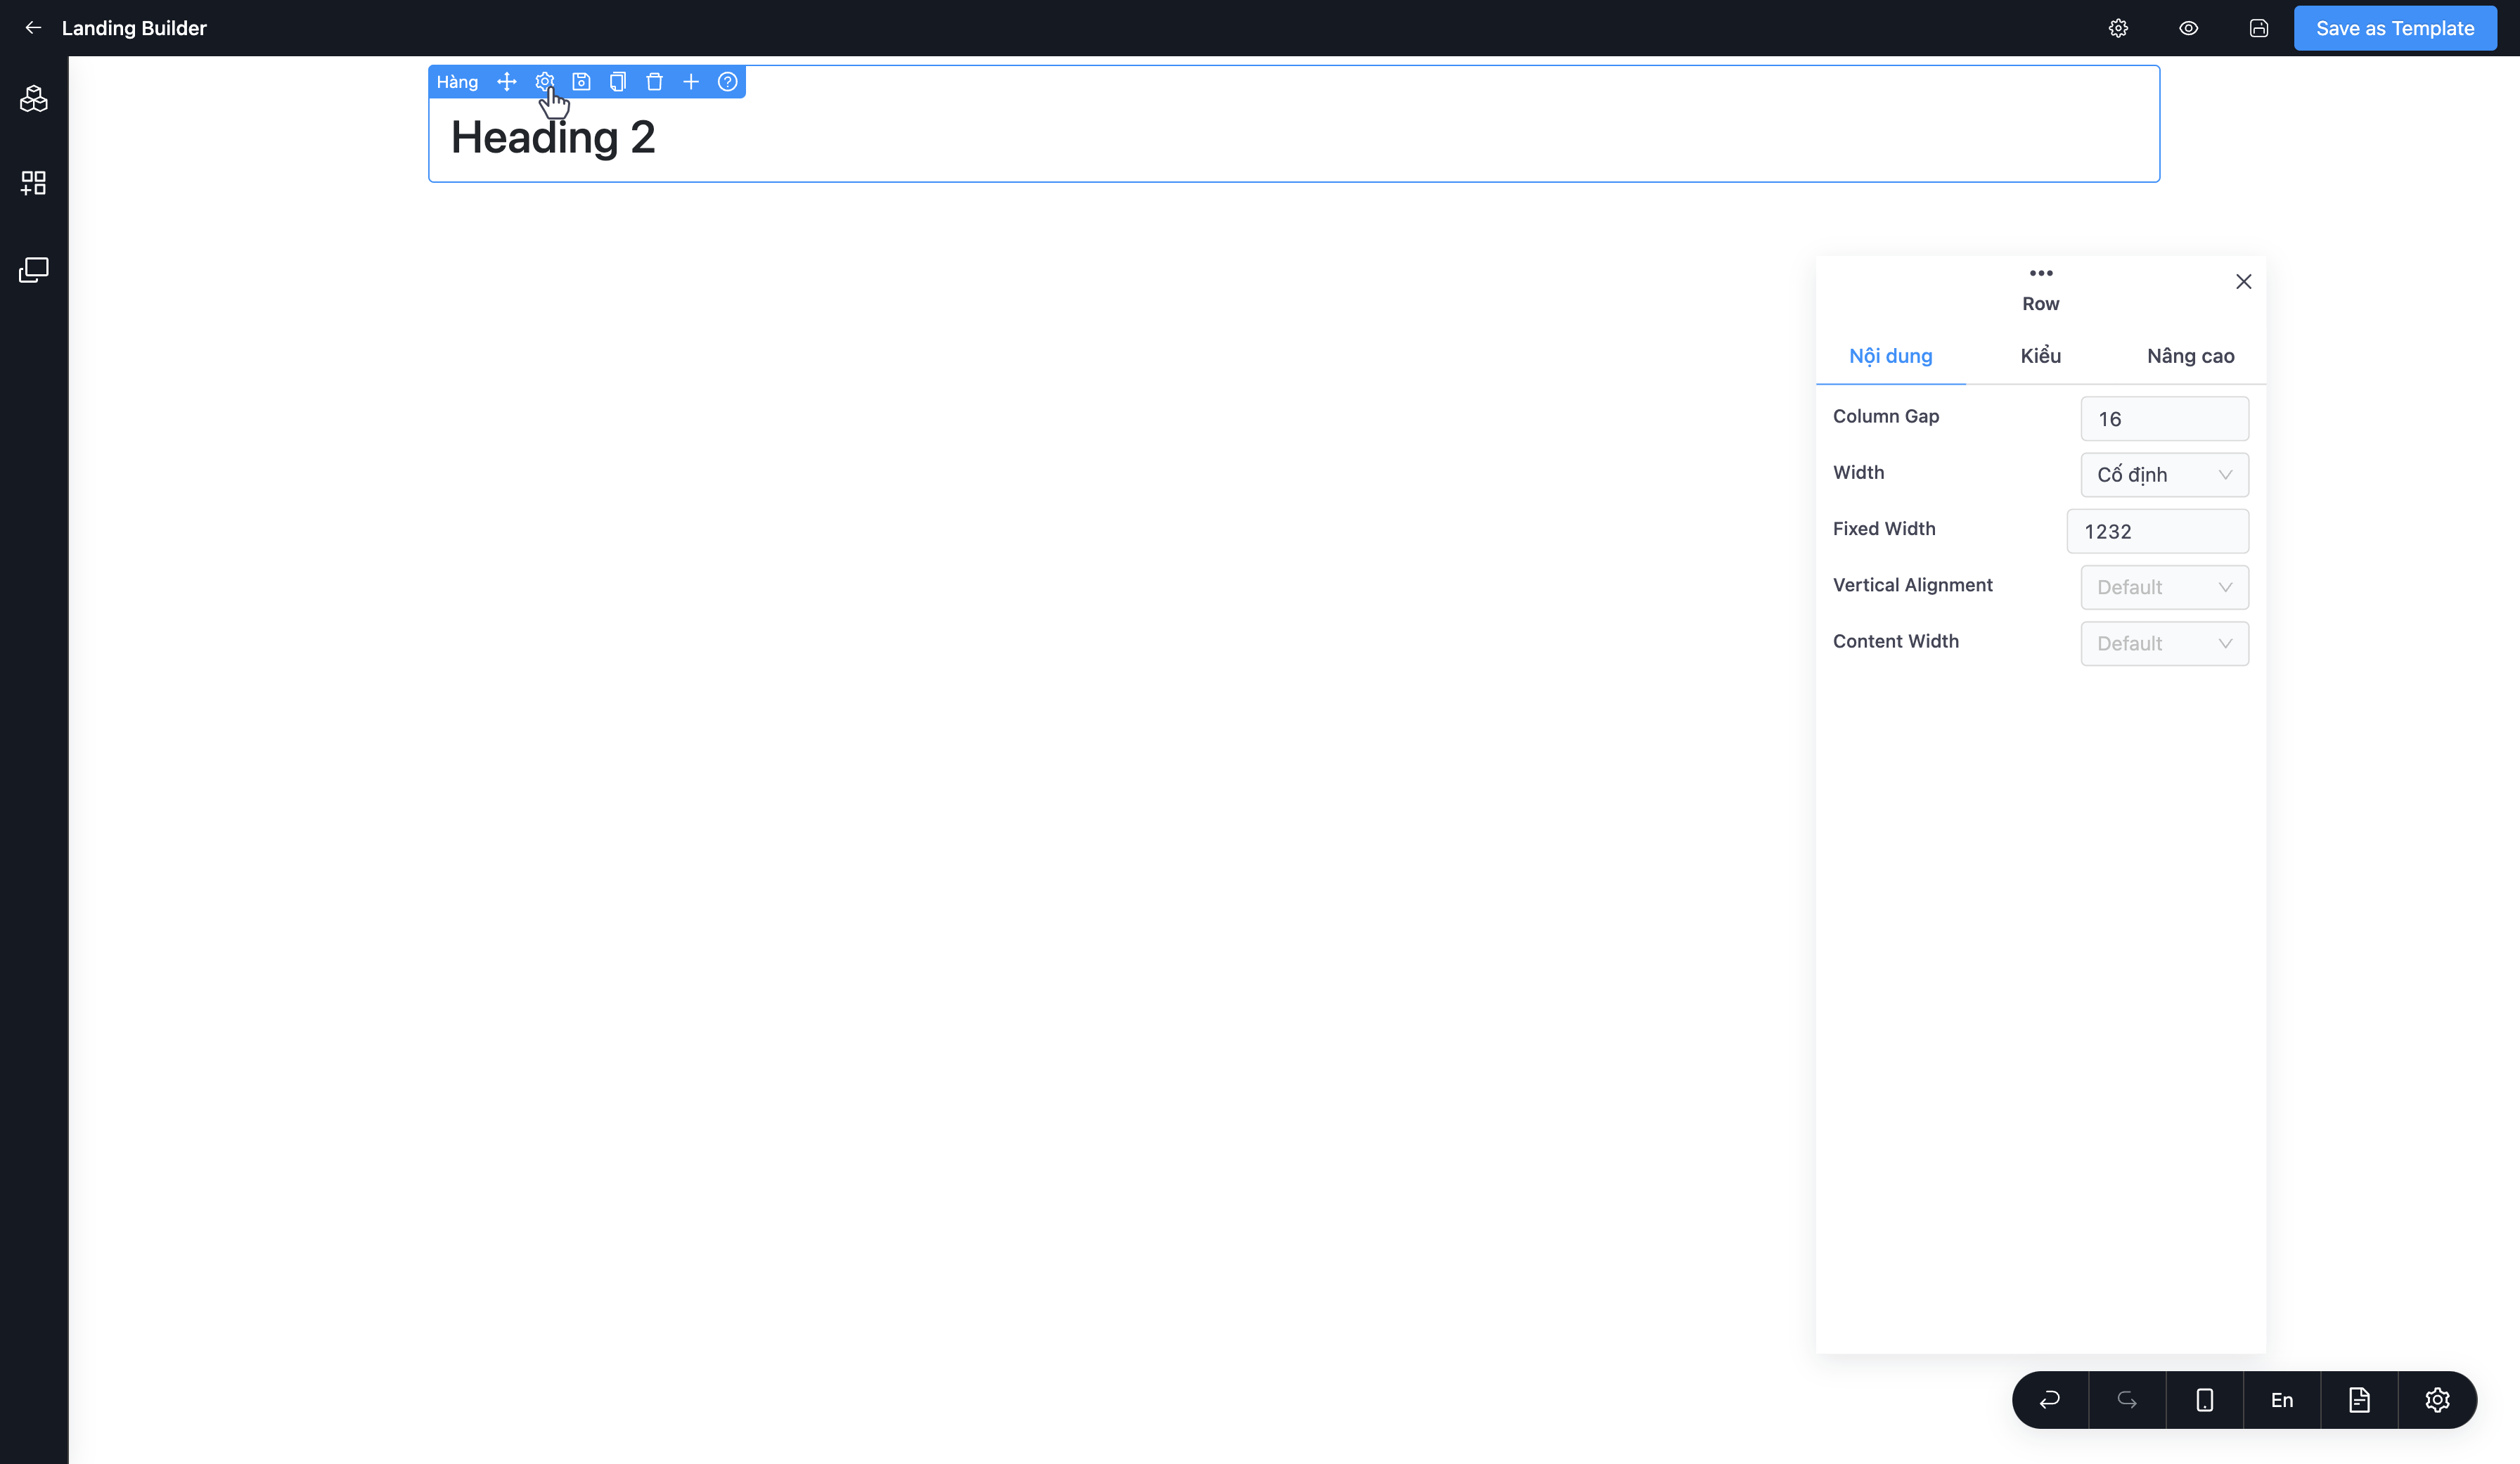 Landing Builder
Save as Template
Hàng
Heading 2
Row
Nội dung
Kiểu
Nâng cao
Column Gap
16
Width
Cố định
Fixed Width
1232
Vertical Alignment
Default
Content Width
Default
En